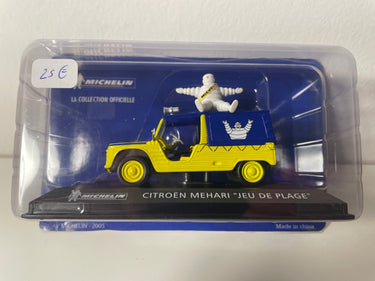 25€
MICHELIN
LA COLLECTION OFFICIELLE
MICHELIN
CITROËN MEHARI "JEU DE PLAGE"
MICHELIN - 2005
Made in china